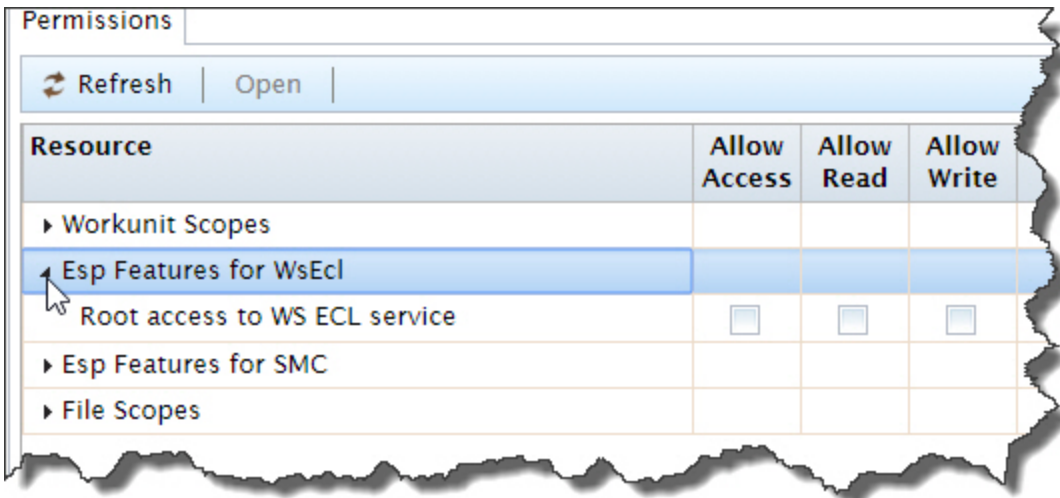 Permissions
Refresh Open
Resource Allow Access Allow Read Allow Write
Workunit Scopes
Esp Features for WsEcl
Root access to WS ECL service
Esp Features for SMC
File Scopes